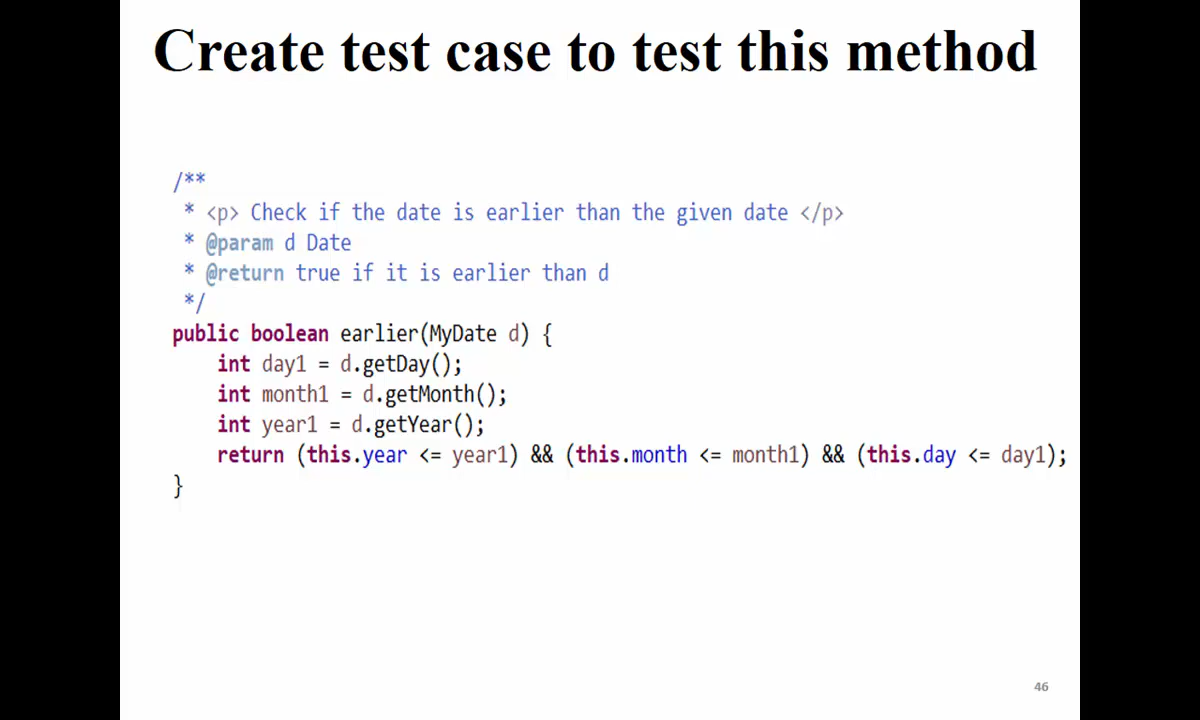 Create test case to test this method
/**
* <p> Check if the date is earlier than the given date </p>
* @param d Date
* @return true if it is earlier than d
*/
public boolean earlier(MyDate d) {
int day1 = d.getDay();
int month1 = d.getMonth();
int year1 = d.getYear();
return (this.year <= year1) && (this.month <= month1) && (this.day <= day1);
}
46